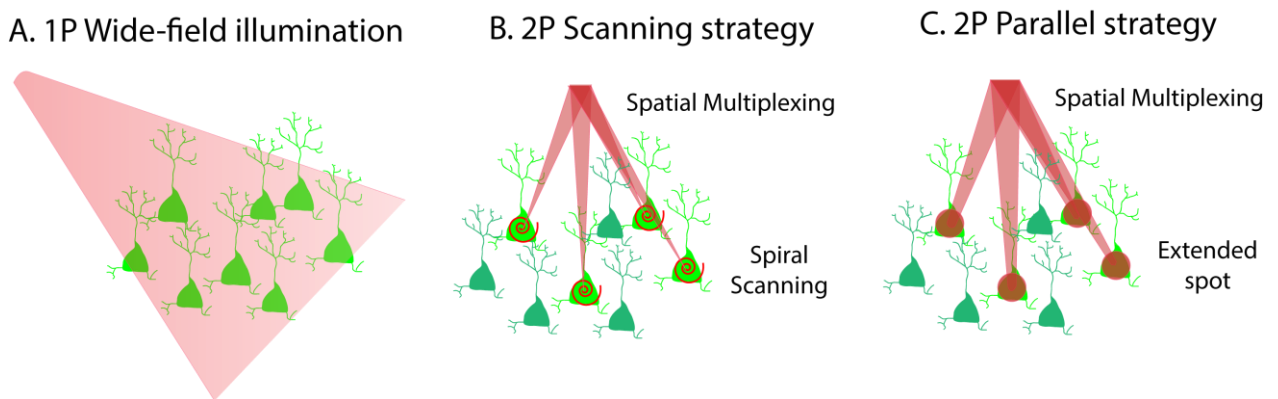 A. 1P Wide-field illumination
B. 2P Scanning strategy
Spatial Multiplexing
Spiral
Scanning
C. 2P Parallel strategy
Spatial Multiplexing
Extended
spot